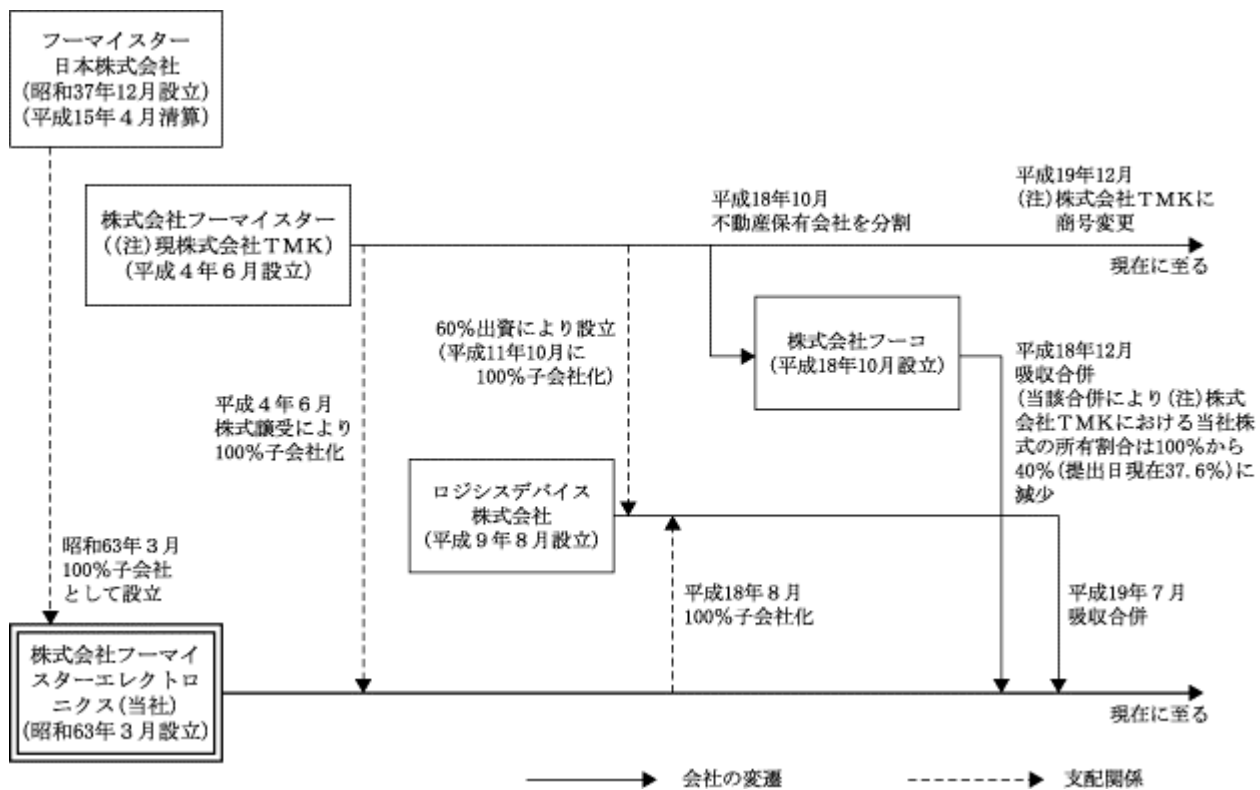 フーマイスター
日本株式会社
(昭和37年12月設立)
(平成15年４月清算)
株式会社フーマイスター
((注)現株式会社ＴＭＫ)
(平成４年６月設立)
平成18年10月
不動産保有会社を分割
平成19年12月
(注)株式会社ＴＭＫに
商号変更
現在に至る
60％出資により設立
(平成11年10月に
100％子会社化)
株式会社フーコ
(平成18年10月設立)
平成18年12月
吸収合併
(当該合併により(注)株式
会社ＴＭＫにおける当社株
式の所有割合は100％から
40％(提出日現在37.6％)に
減少
平成４年６月
株式譲受により
100％子会社化
ロジシスデバイス
株式会社
(平成９年８月設立)
昭和63年３月
100％子会社
として設立
平成18年８月
100％子会社化
平成19年７月
吸収合併
株式会社フーマイ
スターエレクトロ
ニクス(当社)
(昭和63年３月設立)
現在に至る
会社の変遷
支配関係